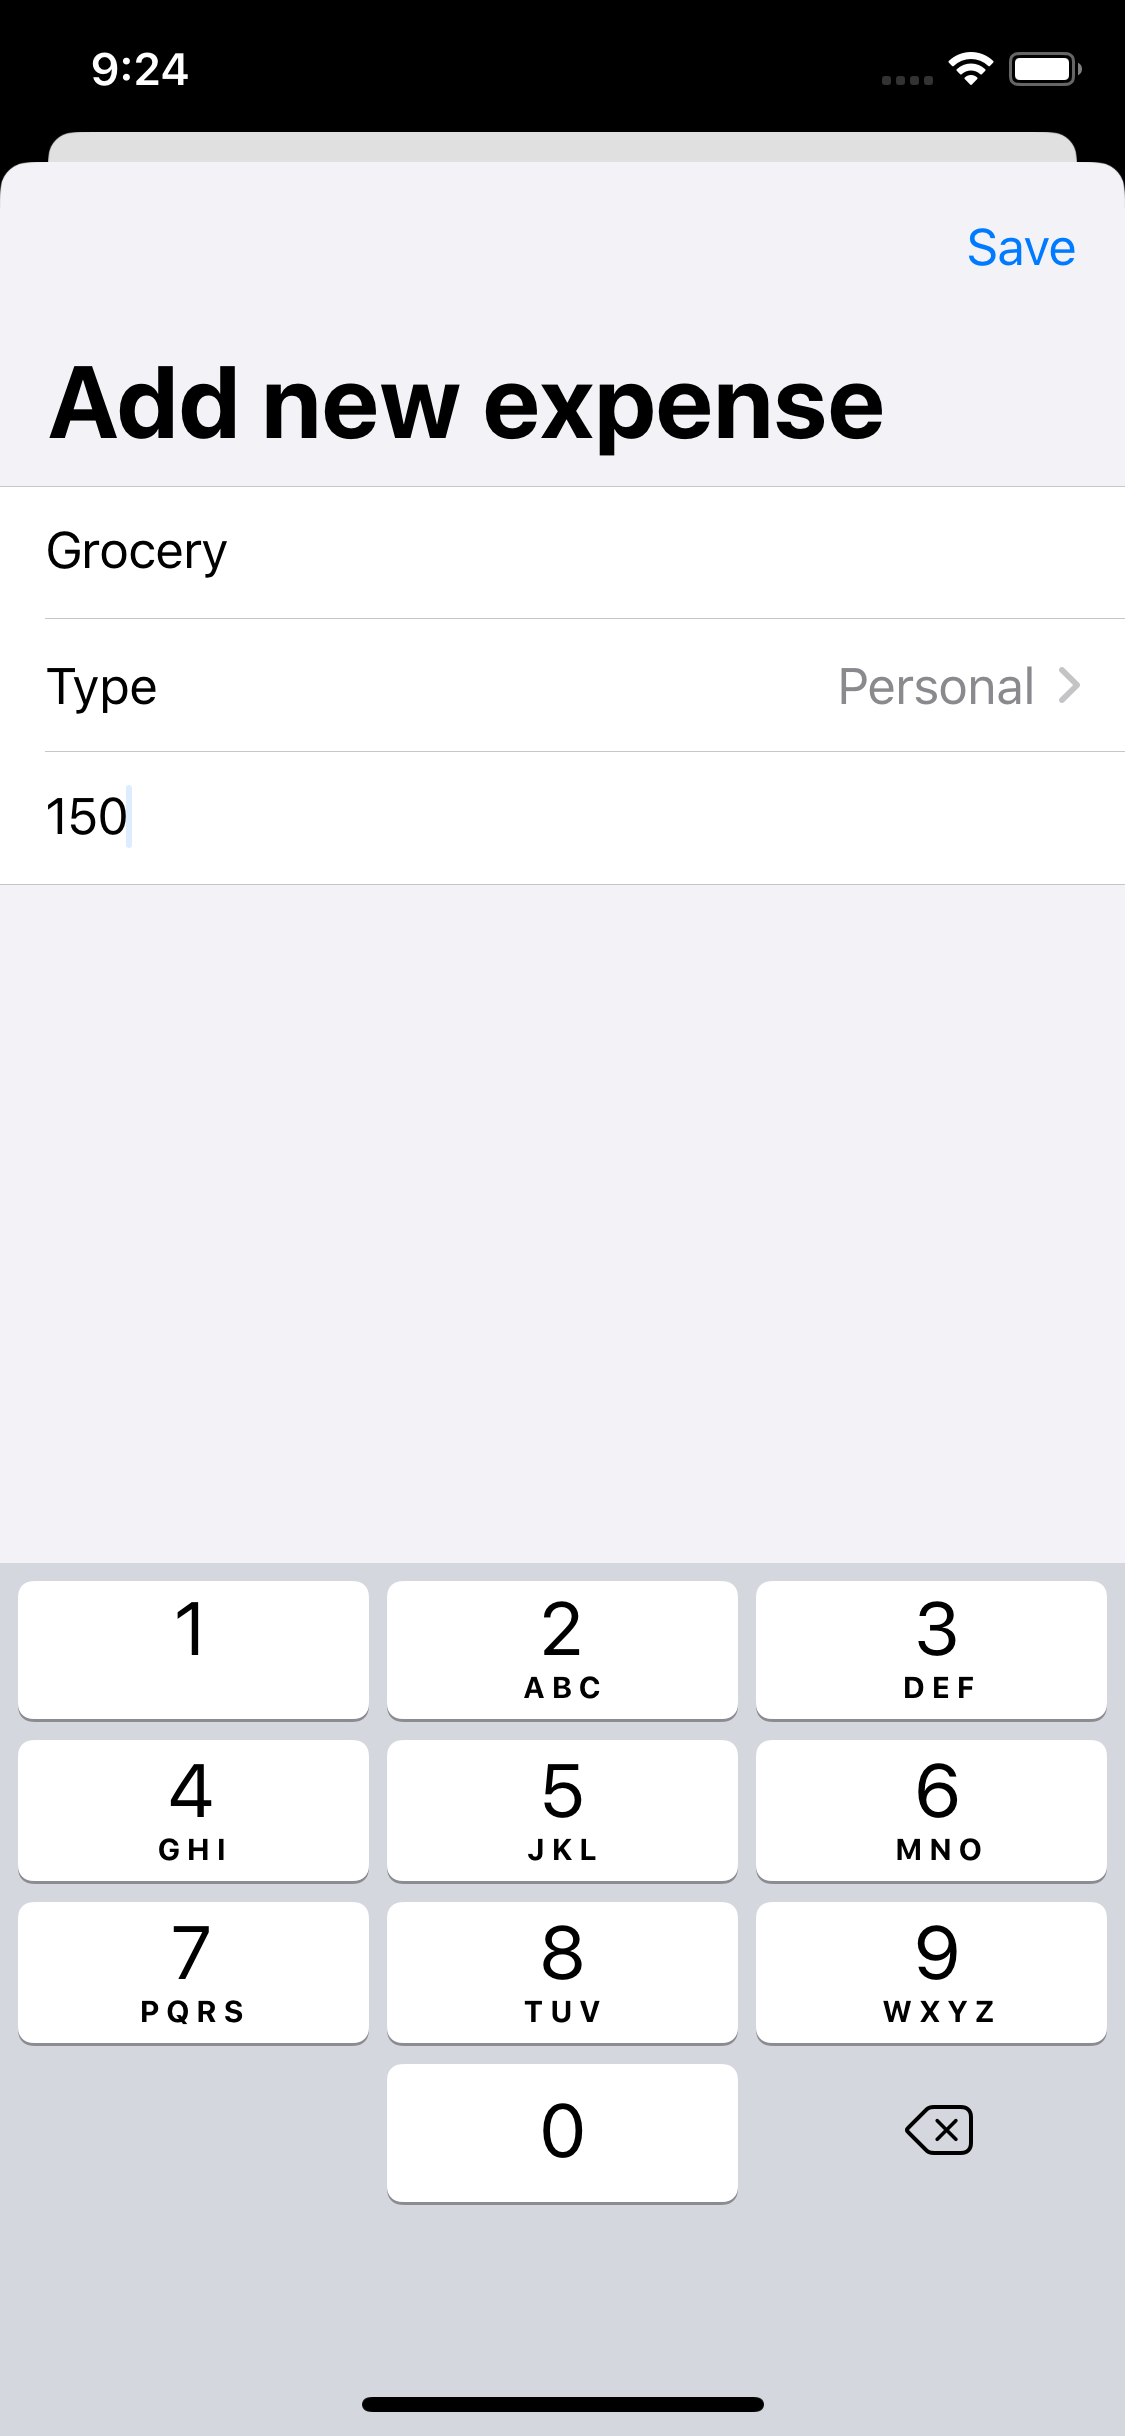 9:24
Save
Add new expense
Grocery
Type Personal
150
1 2 3
ABC DEF
4 5 6
GHI JKL MNO
7 8 9
PQRS TUV WXYZ
0